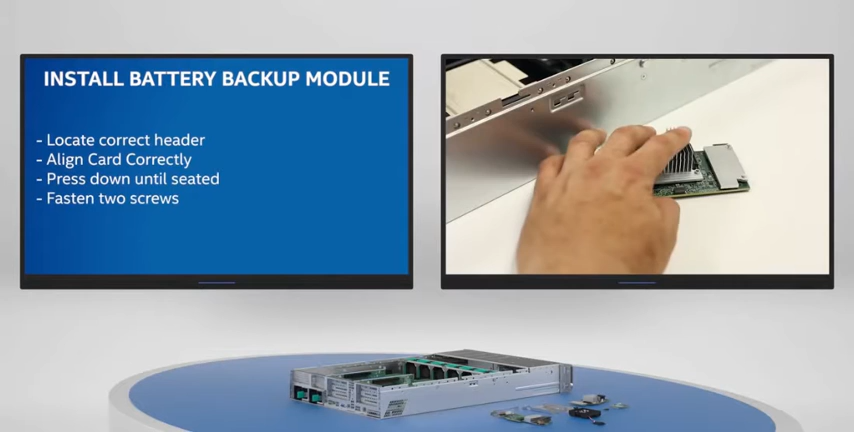 INSTALL BATTERY BACKUP MODULE
- Locate correct header
- Align Card Correctly
- Press down until seated
- Fasten two screws